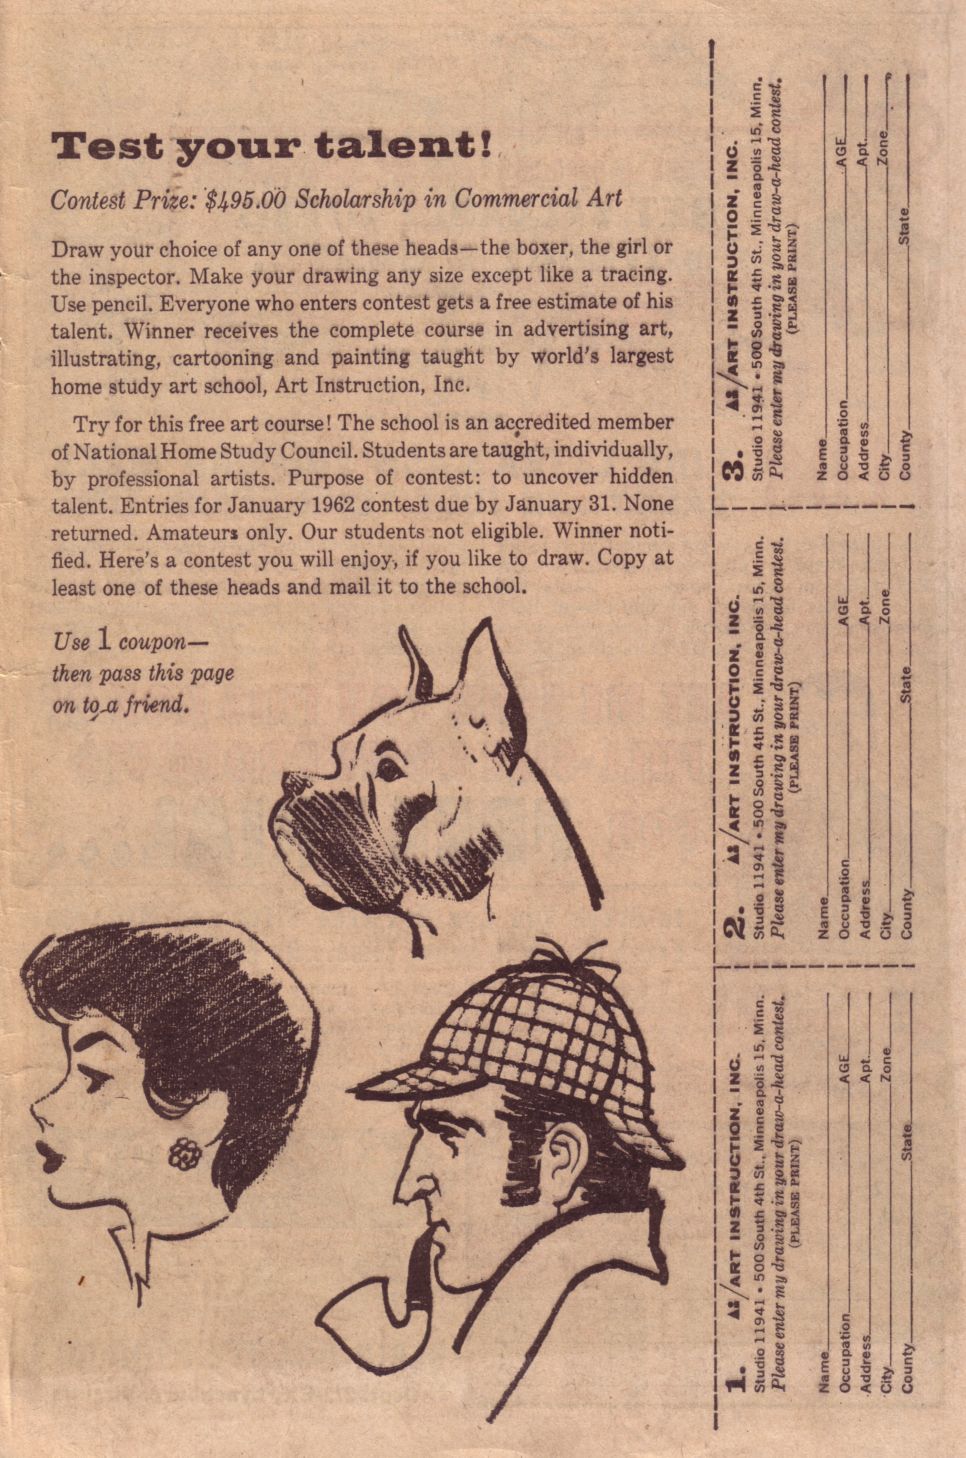 Test your talent!
Contest Prize: $495.00 Scholarship in Commercial Art
Draw your choice of any one of these heads—the boxer, the girl or
the inspector. Make your drawing any size except like a tracing.
Use pencil. Everyone who enters contest gets a free estimate of his
talent. Winner receives the complete course in advertising art,
illustrating, cartooning and painting taught by world's largest
home study art school, Art Instruction, Inc.
Try for this free art course! The school is an accredited member
of National Home Study Council. Students are taught, individually,
by professional artists. Purpose of contest: to uncover hidden
talent. Entries for January 1962 contest due by January 31. None
returned. Amateurs only. Our students not eligible. Winner noti-
fied. Here's a contest you will enjoy, if you like to draw. Copy at
least one of these heads and mail it to the school.
Use 1 coupon—
then pass this page
on to a friend.
1. ART INSTRUCTION, INC.
Studio 11941 • 500 South 4th St., Minneapolis 15, Minn.
Please enter my drawing in your draw-a-head contest.
(PLEASE PRINT)
Name
Occupation AGE
Address Apt.
City Zone
County State
2. ART INSTRUCTION, INC.
Studio 11941 • 500 South 4th St., Minneapolis 15, Minn.
Please enter my drawing in your draw-a-head contest.
(PLEASE PRINT)
Name
Occupation AGE
Address Apt.
City Zone
County State
3. ART INSTRUCTION, INC.
Studio 11941 • 500 South 4th St., Minneapolis 15, Minn.
Please enter my drawing in your draw-a-head contest.
(PLEASE PRINT)
Name
Occupation AGE
Address Apt.
City Zone
County State